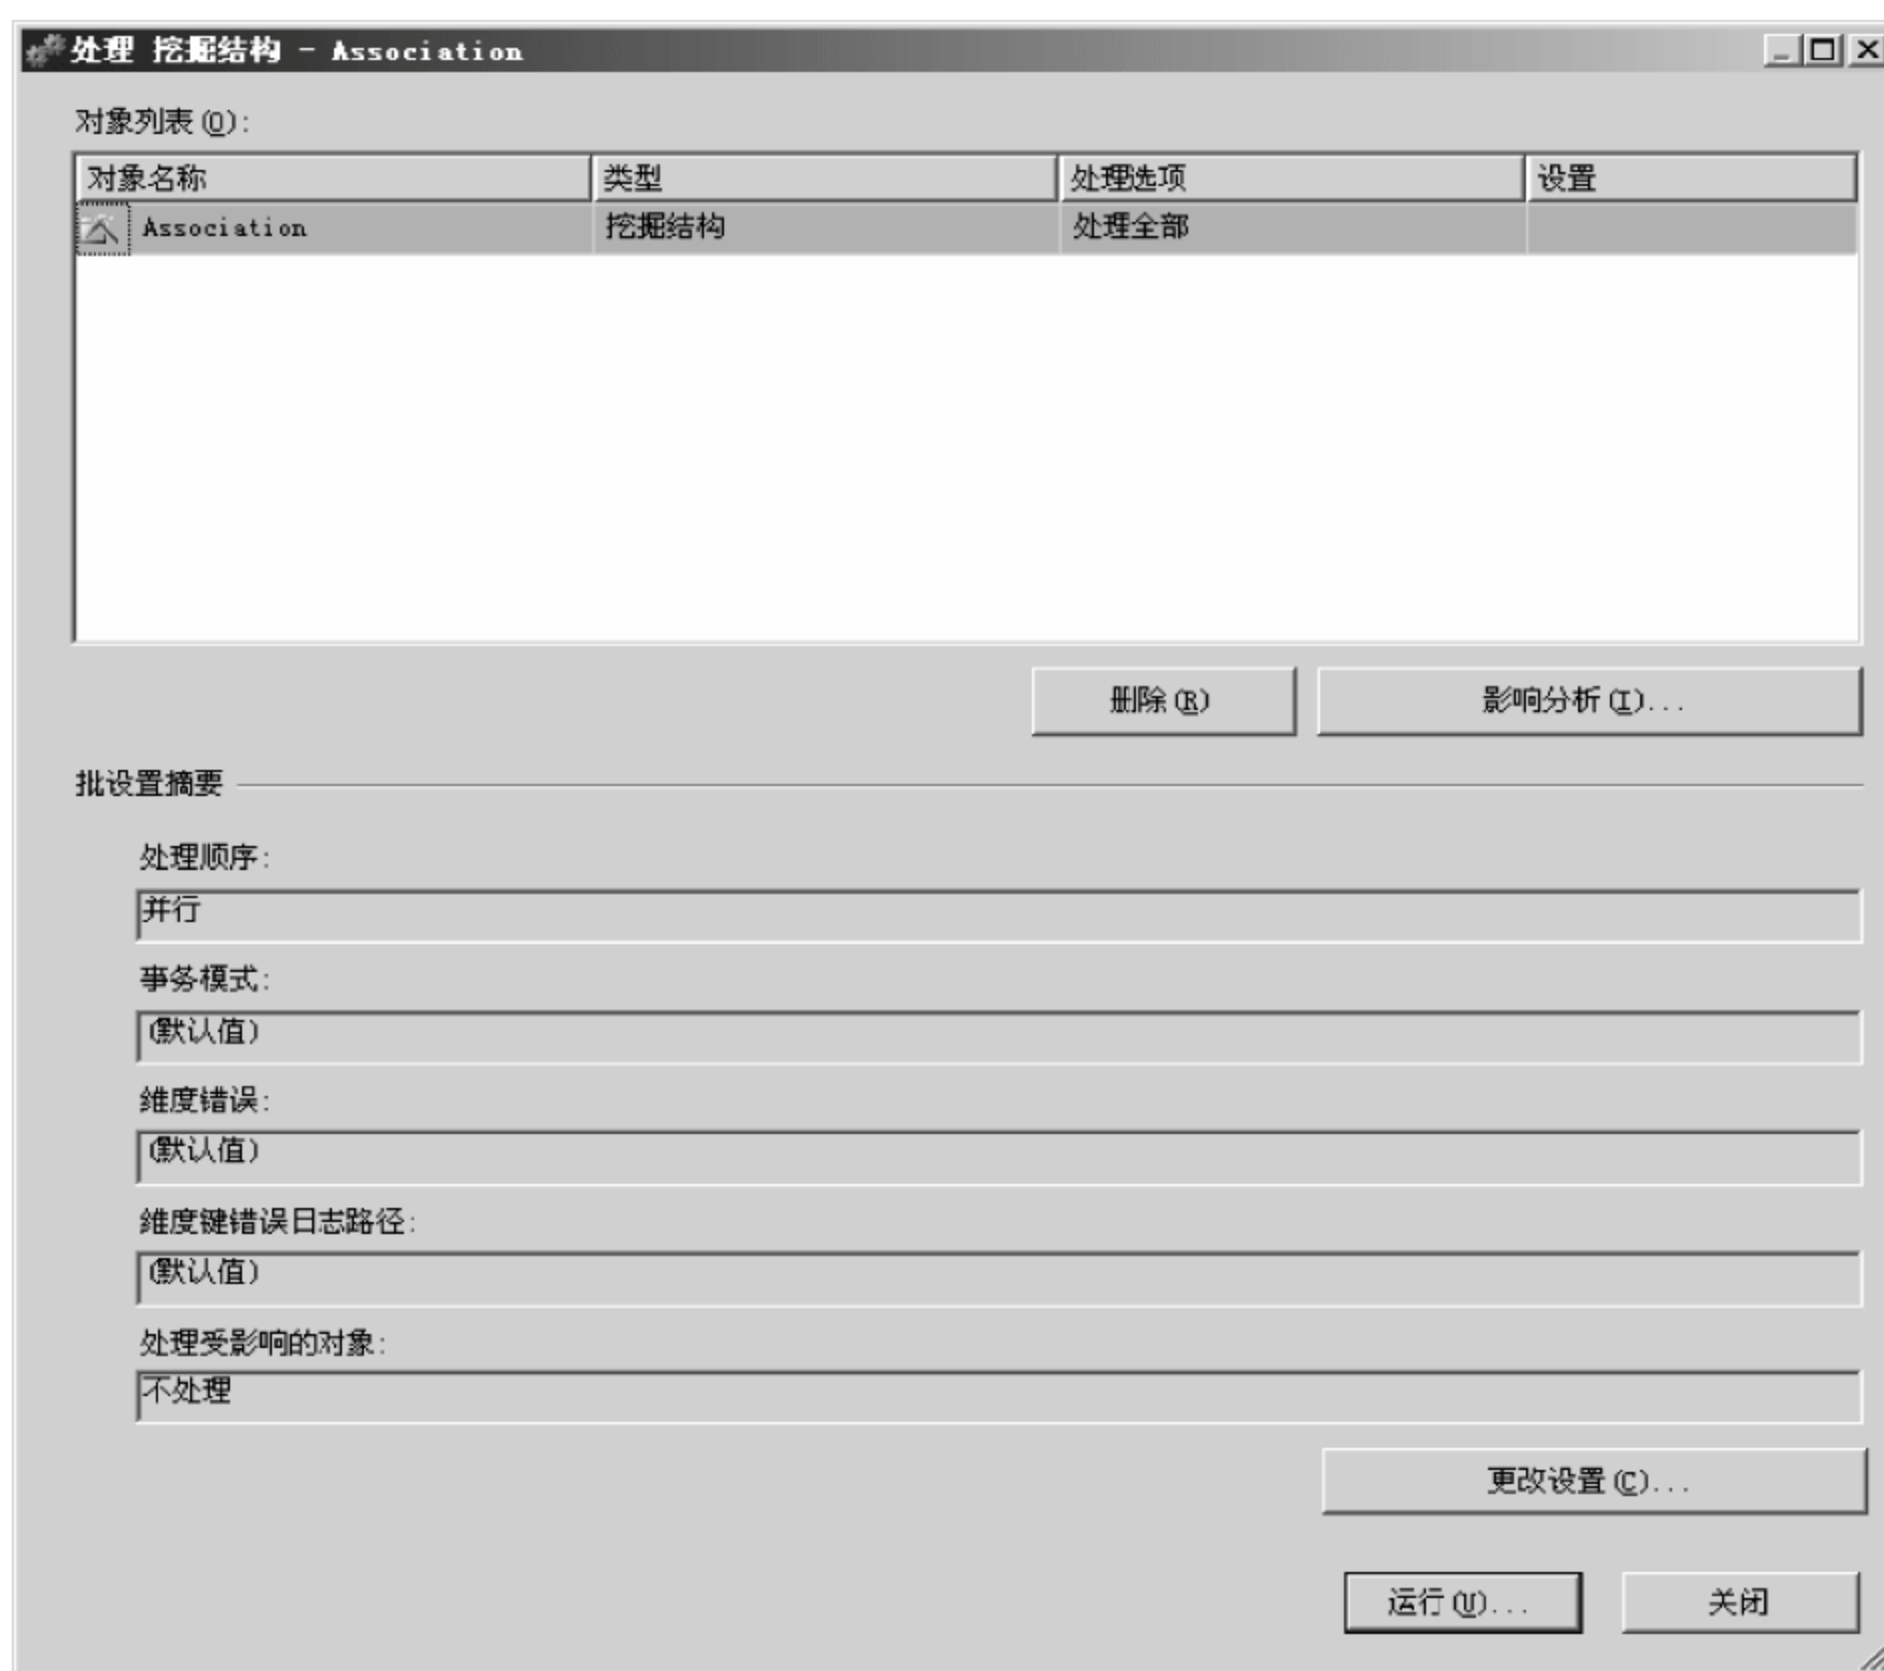 处理 挖掘结构 - Association
对象列表(O):
对象名称 类型 处理选项 设置
Association 挖掘结构 处理全部
删除(R) 影响分析(I)...
批设置摘要
处理顺序:
并行
事务模式:
(默认值)
维度错误:
(默认值)
维度键错误日志路径:
(默认值)
处理受影响的对象:
不处理
更改设置(C)...
运行(U)... 关闭